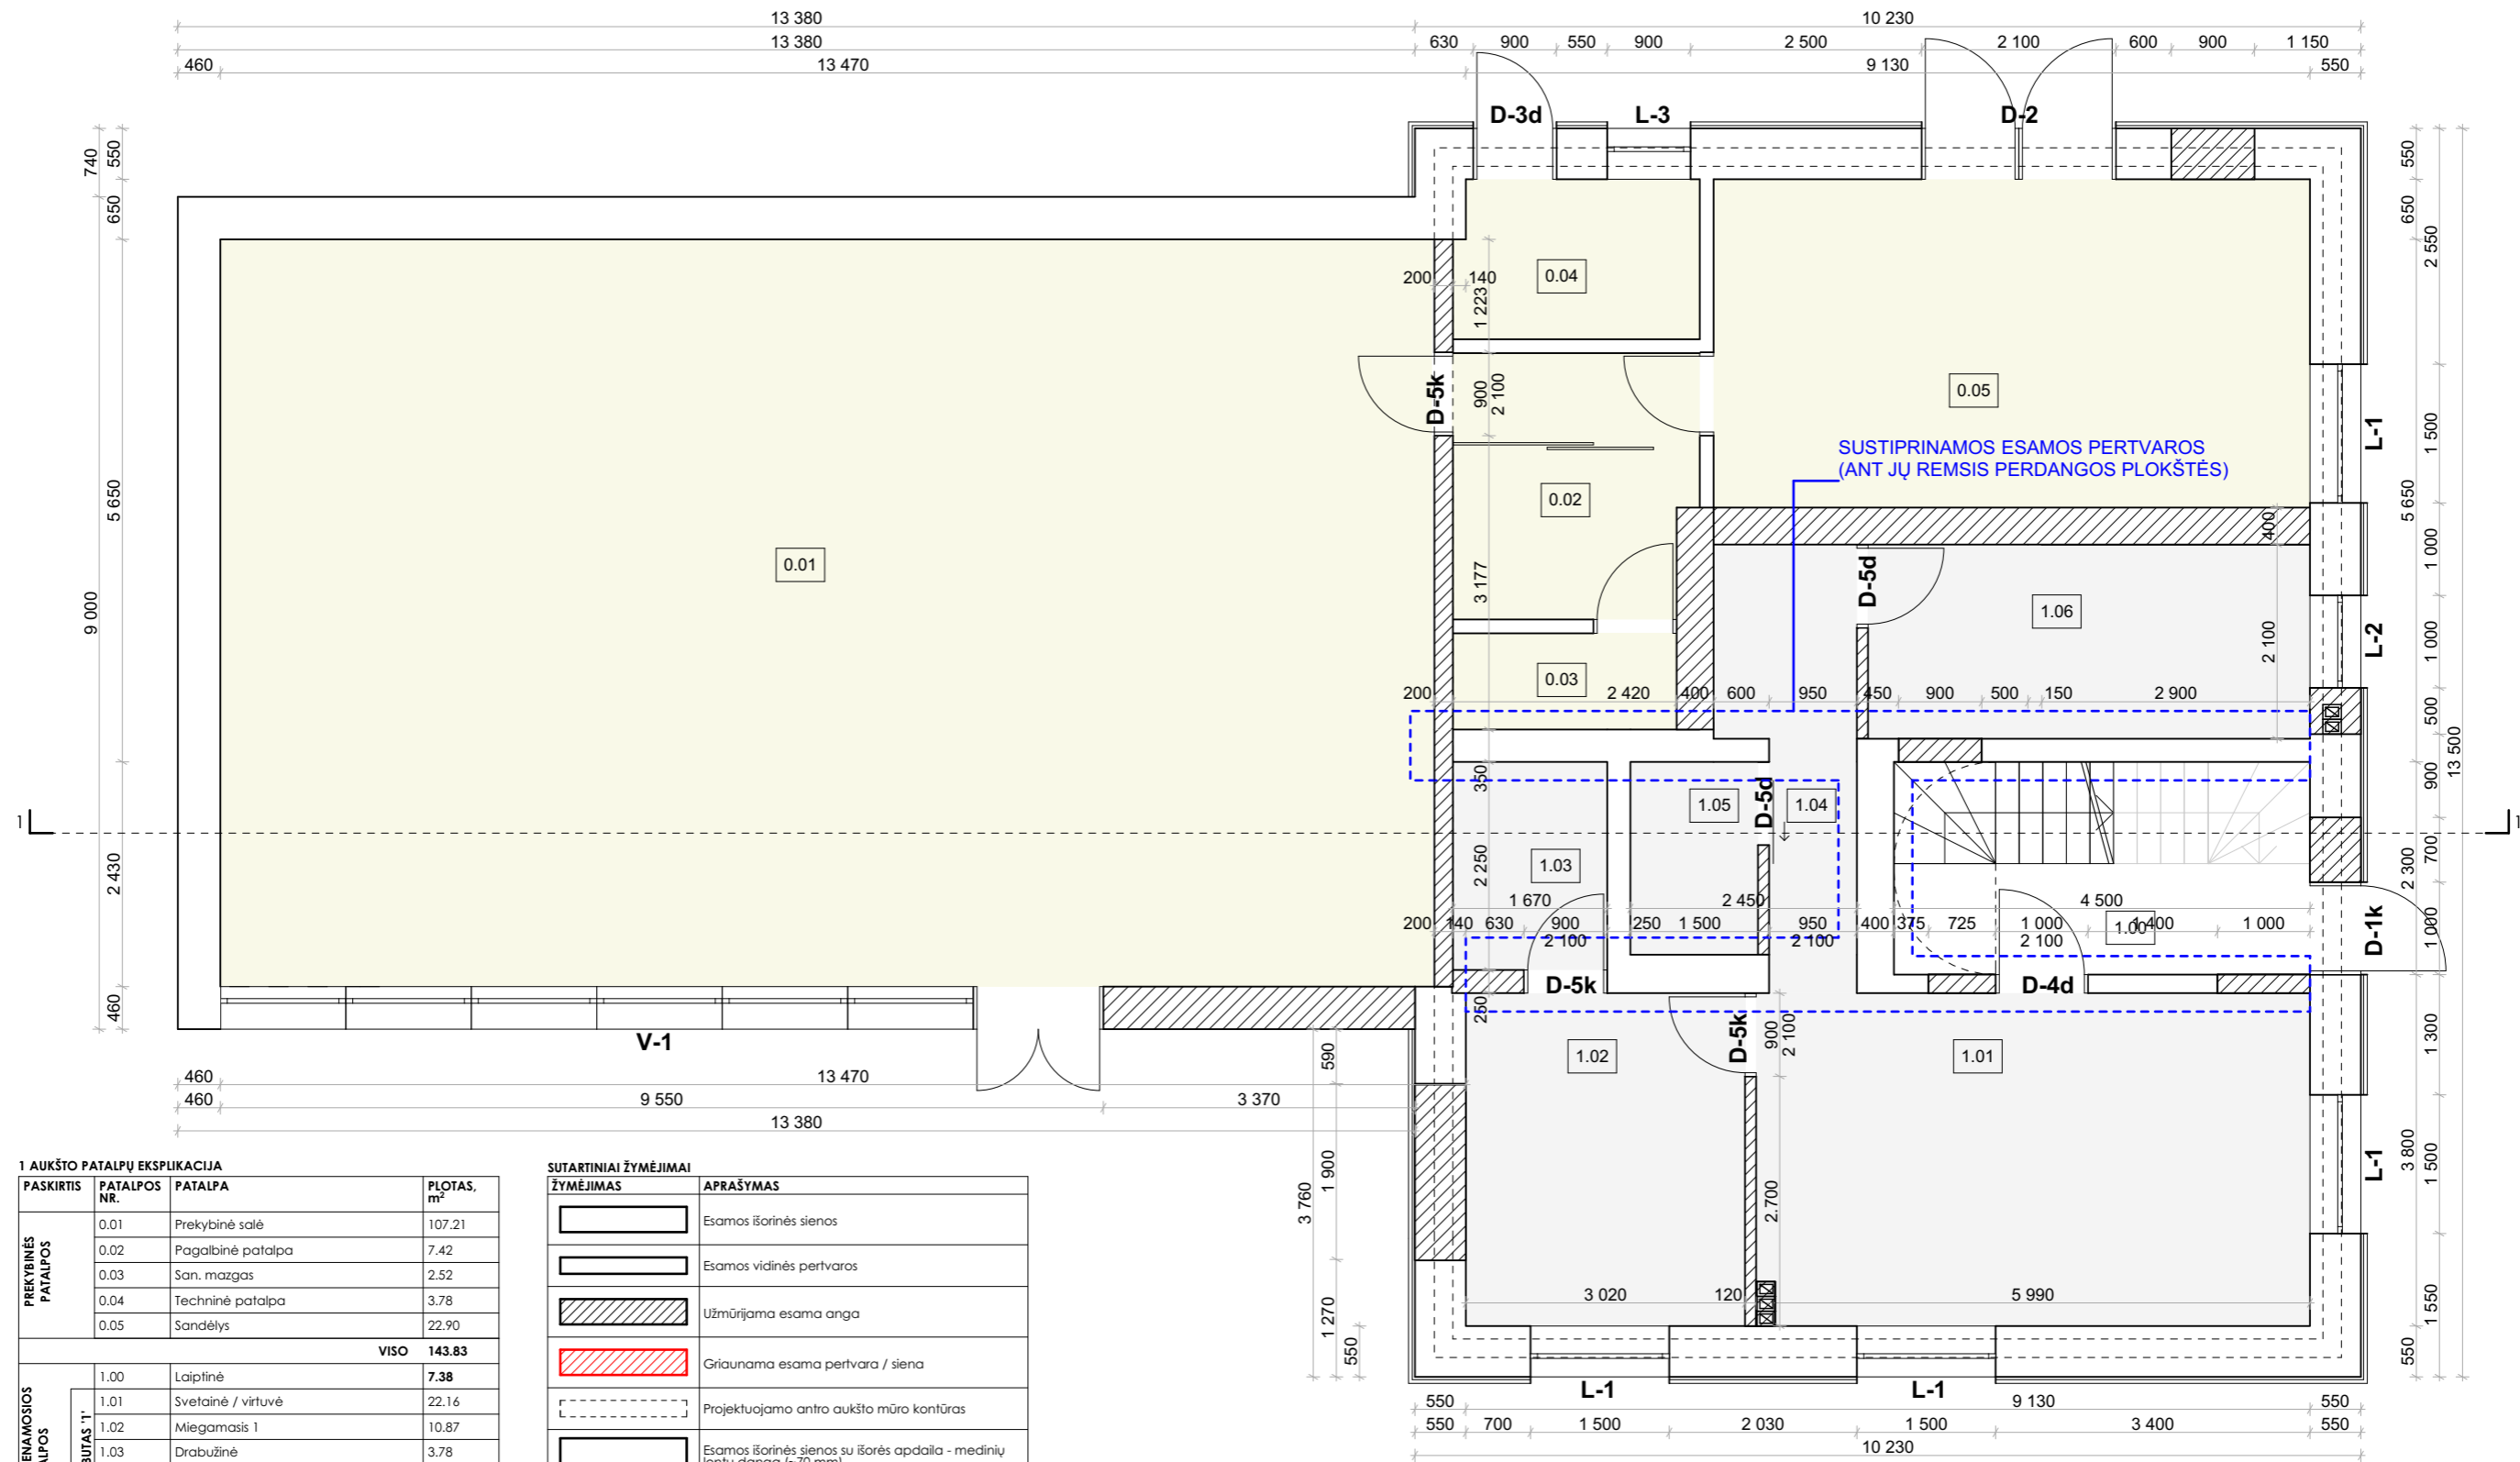 13 380
10 230
13 380
630 900 550 900 2 500 2 100 600 900 1 150
460 13 470 9 130 550
D-3d L-3 D-2
740 550
650
5 650
9 000
2 430
460
550
650
2 550
1 500
5 650
1 000
1 000
500
900
13 500
700
2 300
1 000
1 300
3 800
1 500
1 550
550
0.04
200 140
1 223
D-5k
900
2 100
0.05
L-1
SUSTIPRINAMOS ESAMOS PERTVAROS
(ANT JŲ REMSIS PERDANGOS PLOKŠTĖS)
0.02
400
0.01
3 177
D-5d
1.06
2 100
L-2
0.03
200 2 420 400 600 950 450 900 500 150 2 900
350
1.05
D-5d
1.04
1 1
1.03
2 250
1 670 2 450 4 500
200 140 630 900 250 1 500 950 400 375 725 1 000 1 400 1 000
2 100 2 100 2 100
1.00
D-1k
D-5k D-4d
250
D-5k
900
2 100
1.02 1.01
V-1
460 13 470
460 9 550 3 370
13 380
590
1 900
3 760
1 270
550
2.700
L-1
3 020 120 5 990
L-1 L-1
550 9 130 550
550 700 1 500 2 030 1 500 3 400 550
10 230
1 AUKŠTO PATALPŲ EKSPLIKACIJA
PASKIRTIS PATALPOS NR. PATALPA PLOTAS, m²
PREKYBINĖS PATALPOS
0.01 Prekybinė salė 107.21
0.02 Pagalbinė patalpa 7.42
0.03 San. mazgas 2.52
0.04 Techninė patalpa 3.78
0.05 Sandėlys 22.90
VISO 143.83
1.00 Laiptinė 7.38
1.01 Svetainė / virtuvė 22.16
1.02 Miegamasis 1 10.87
1.03 Drabužinė 3.78
BUTAS '1'
SUTARTINIAI ŽYMĖJIMAI
ŽYMĖJIMAS APRAŠYMAS
Esamos išorinės sienos
Esamos vidinės pertvaros
Užmūrijama esama anga
Griaunama esama pertvara / siena
Projektuojamo antro aukšto mūro kontūras
Esamos išorinės sienos su išorės apdaila - medinių
lentų danga (~70 mm)